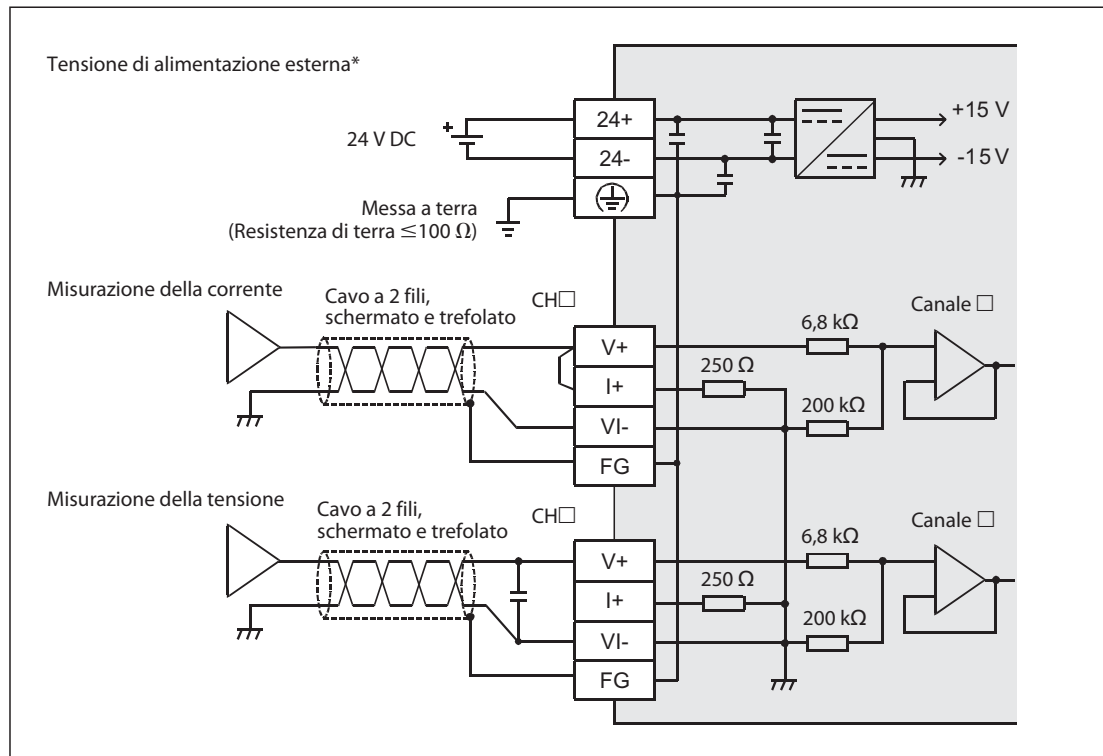 Tensione di alimentazione esterna*
24+
+15 V
24 V DC
+
24-
-15 V
Messa a terra
(Resistenza di terra ≤100 Ω)
Misurazione della corrente
Cavo a 2 fili,
schermato e trefolato
CH□
Canale □
6,8 kΩ
V+
250 Ω
I+
200 kΩ
VI-
FG
Misurazione della tensione
Cavo a 2 fili,
schermato e trefolato
CH□
Canale □
6,8 kΩ
V+
250 Ω
I+
200 kΩ
VI-
FG